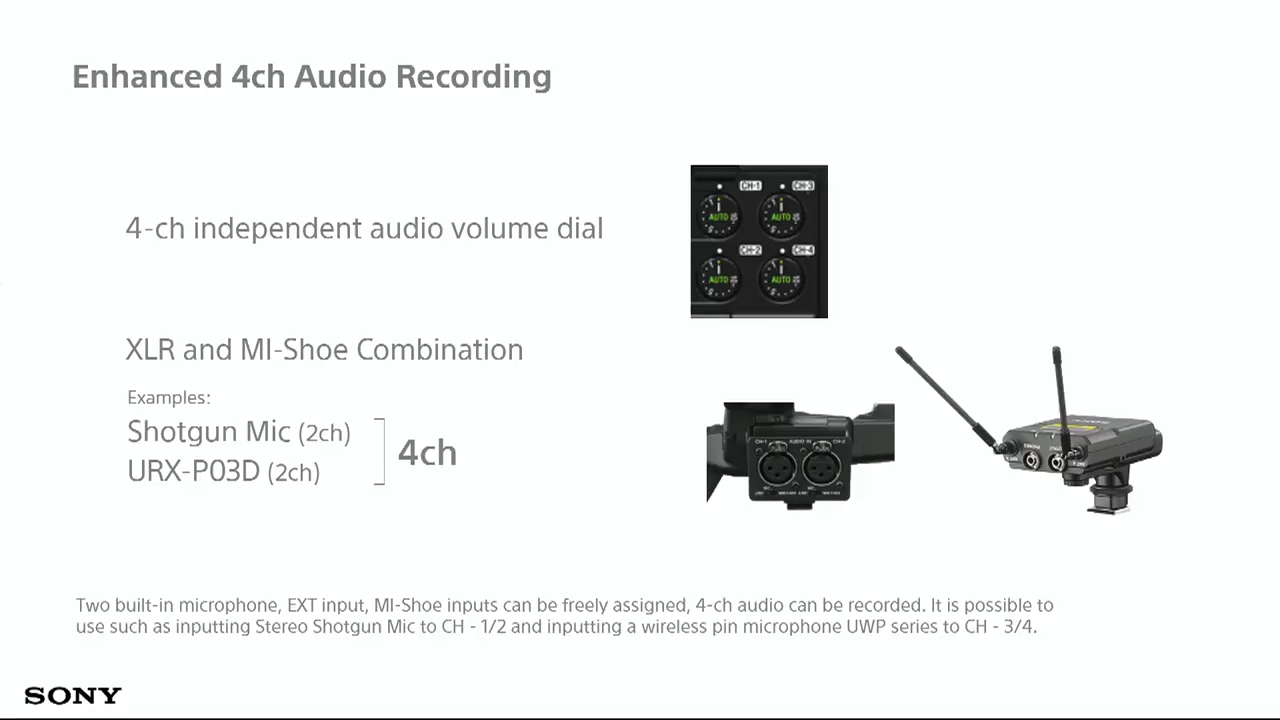 Enhanced 4ch Audio Recording
4-ch independent audio volume dial
CH-1
CH-3
AUTO
AUTO
CH-2
CH-4
AUTO
AUTO
XLR and MI-Shoe Combination
Examples:
Shotgun Mic (2ch)
URX-P03D (2ch)
4ch
CH-1 AUDIO IN CH-2
Two built-in microphone, EXT input, MI-Shoe inputs can be freely assigned, 4-ch audio can be recorded. It is possible to
use such as inputting Stereo Shotgun Mic to CH - 1/2 and inputting a wireless pin microphone UWP series to CH - 3/4.
SONY